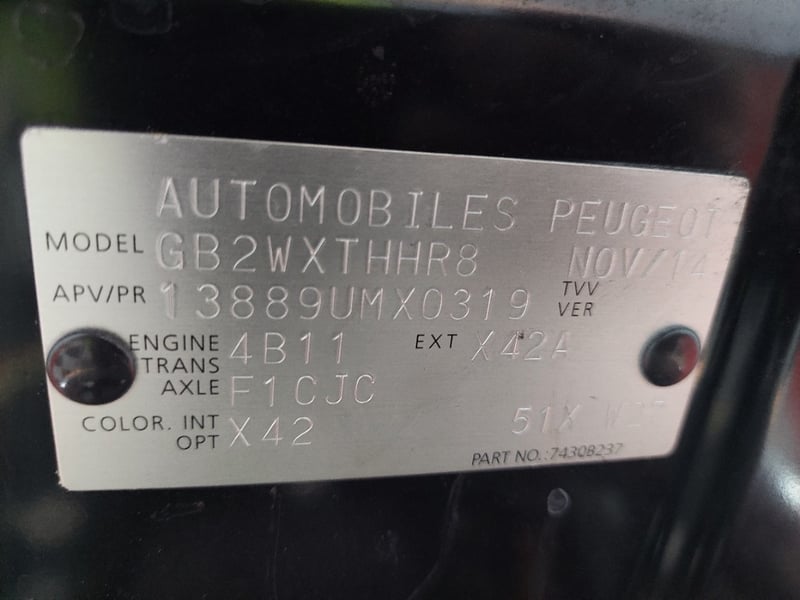 AUTOMOBILES PEUGEOT
MODEL GB2WXTHHR8 NOV/14
APV/PR 13889UMX0319 TVV VER
ENGINE 4B11 EXT X42A
TRANS AXLE F1CJC
COLOR. INT OPT X42 51X
PART NO.:7430B237